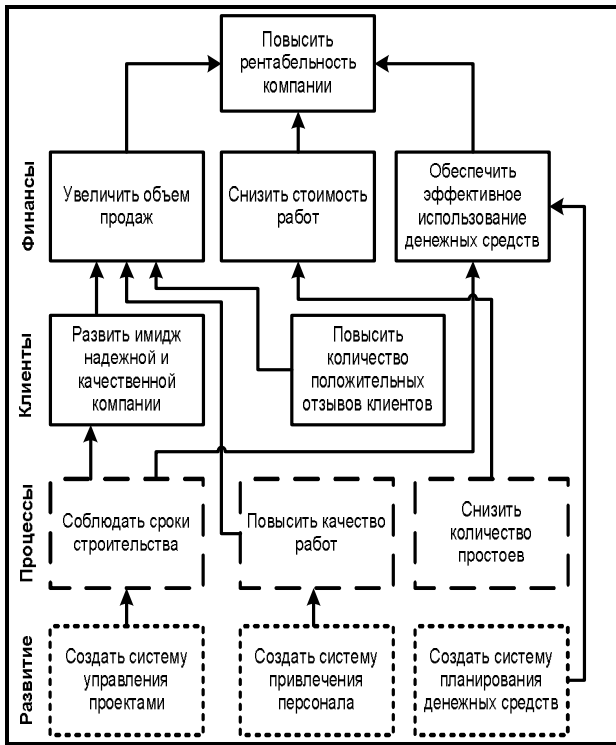 Повысить
рентабельность
компании
Финансы
Увеличить объем
продаж
Снизить стоимость
работ
Обеспечить
эффективное
использование
денежных средств
Клиенты
Развить имидж
надежной и
качественной
компании
Повысить
количество
положительных
отзывов клиентов
Процессы
Соблюдать сроки
строительства
Повысить качество
работ
Снизить
количество
простоев
Развитие
Создать систему
управления
проектами
Создать систему
привлечения
персонала
Создать систему
планирования
денежных средств